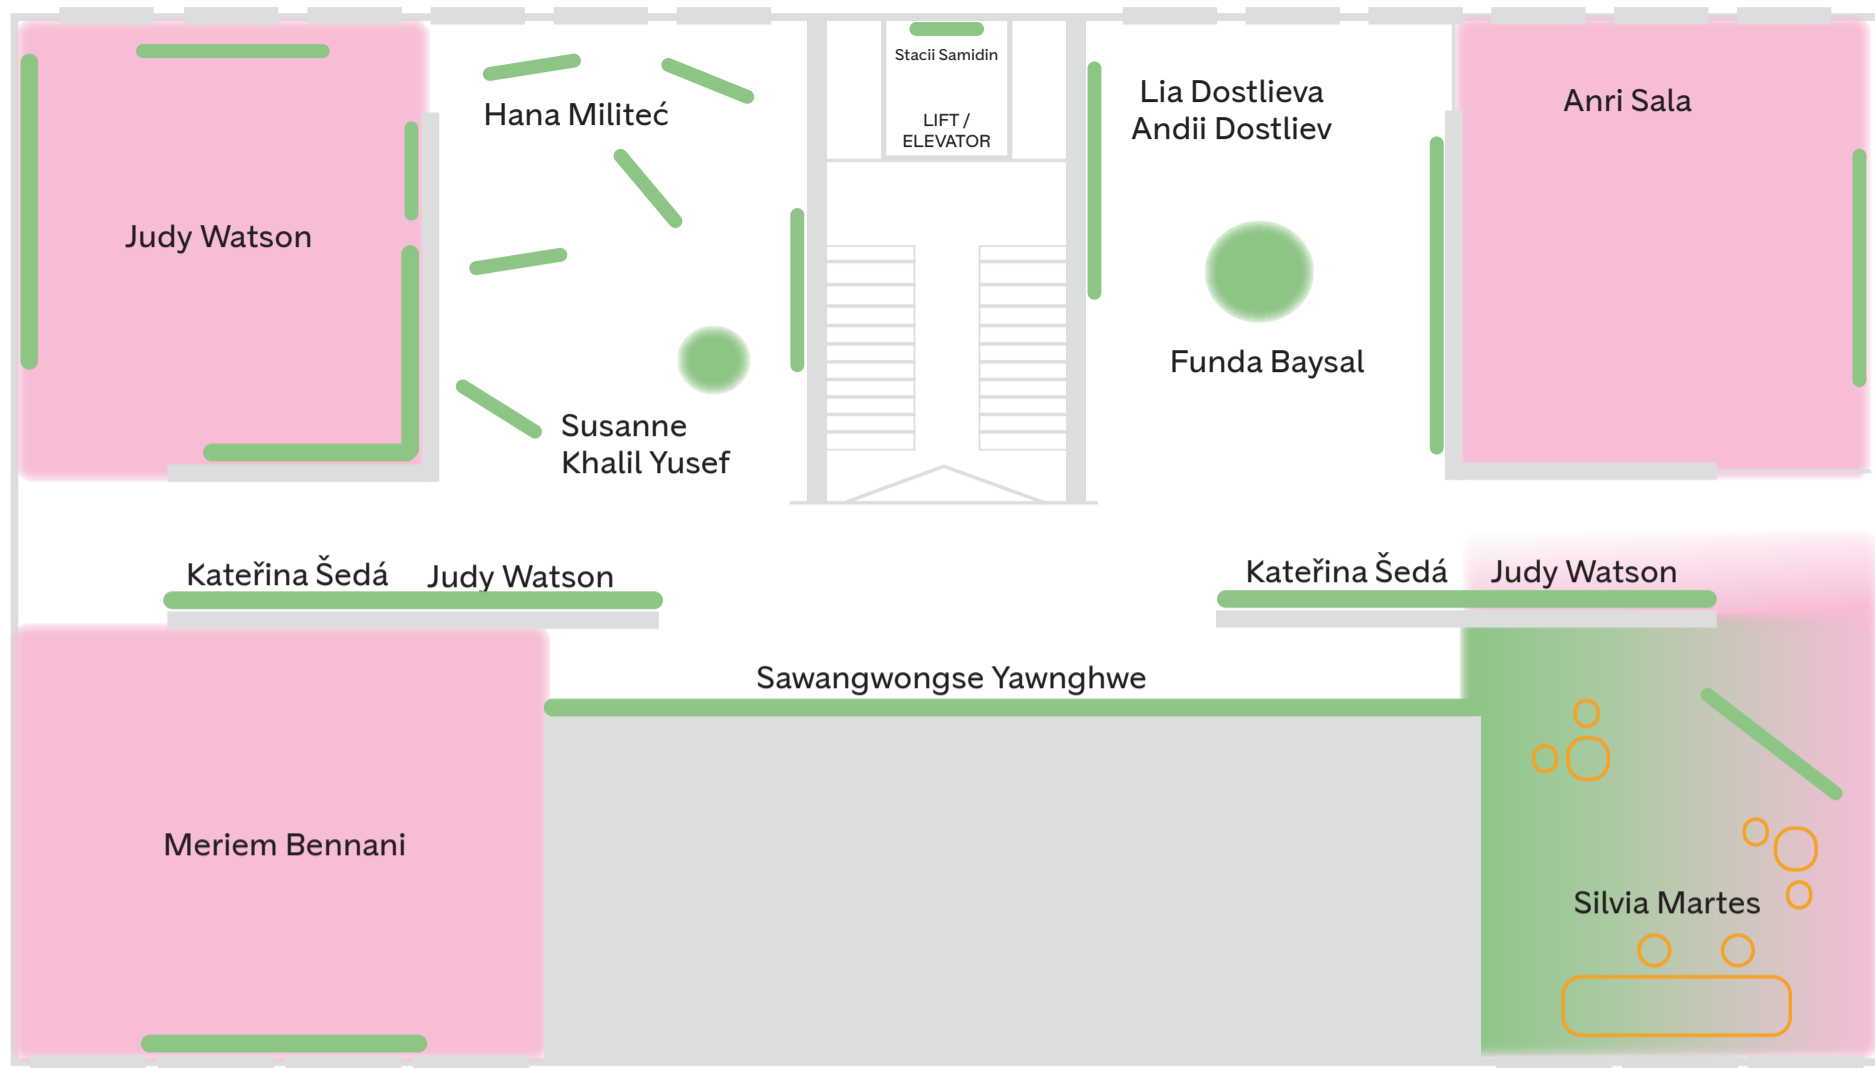 Stacii Samidin
LIFT /
ELEVATOR
Hana Militeć
Lia Dostlieva
Andii Dostliev
Anri Sala
Judy Watson
Funda Baysal
Susanne
Khalil Yusef
Kateřina Šedá
Judy Watson
Kateřina Šedá
Judy Watson
Sawangwongse Yawnghwe
Meriem Bennani
Silvia Martes